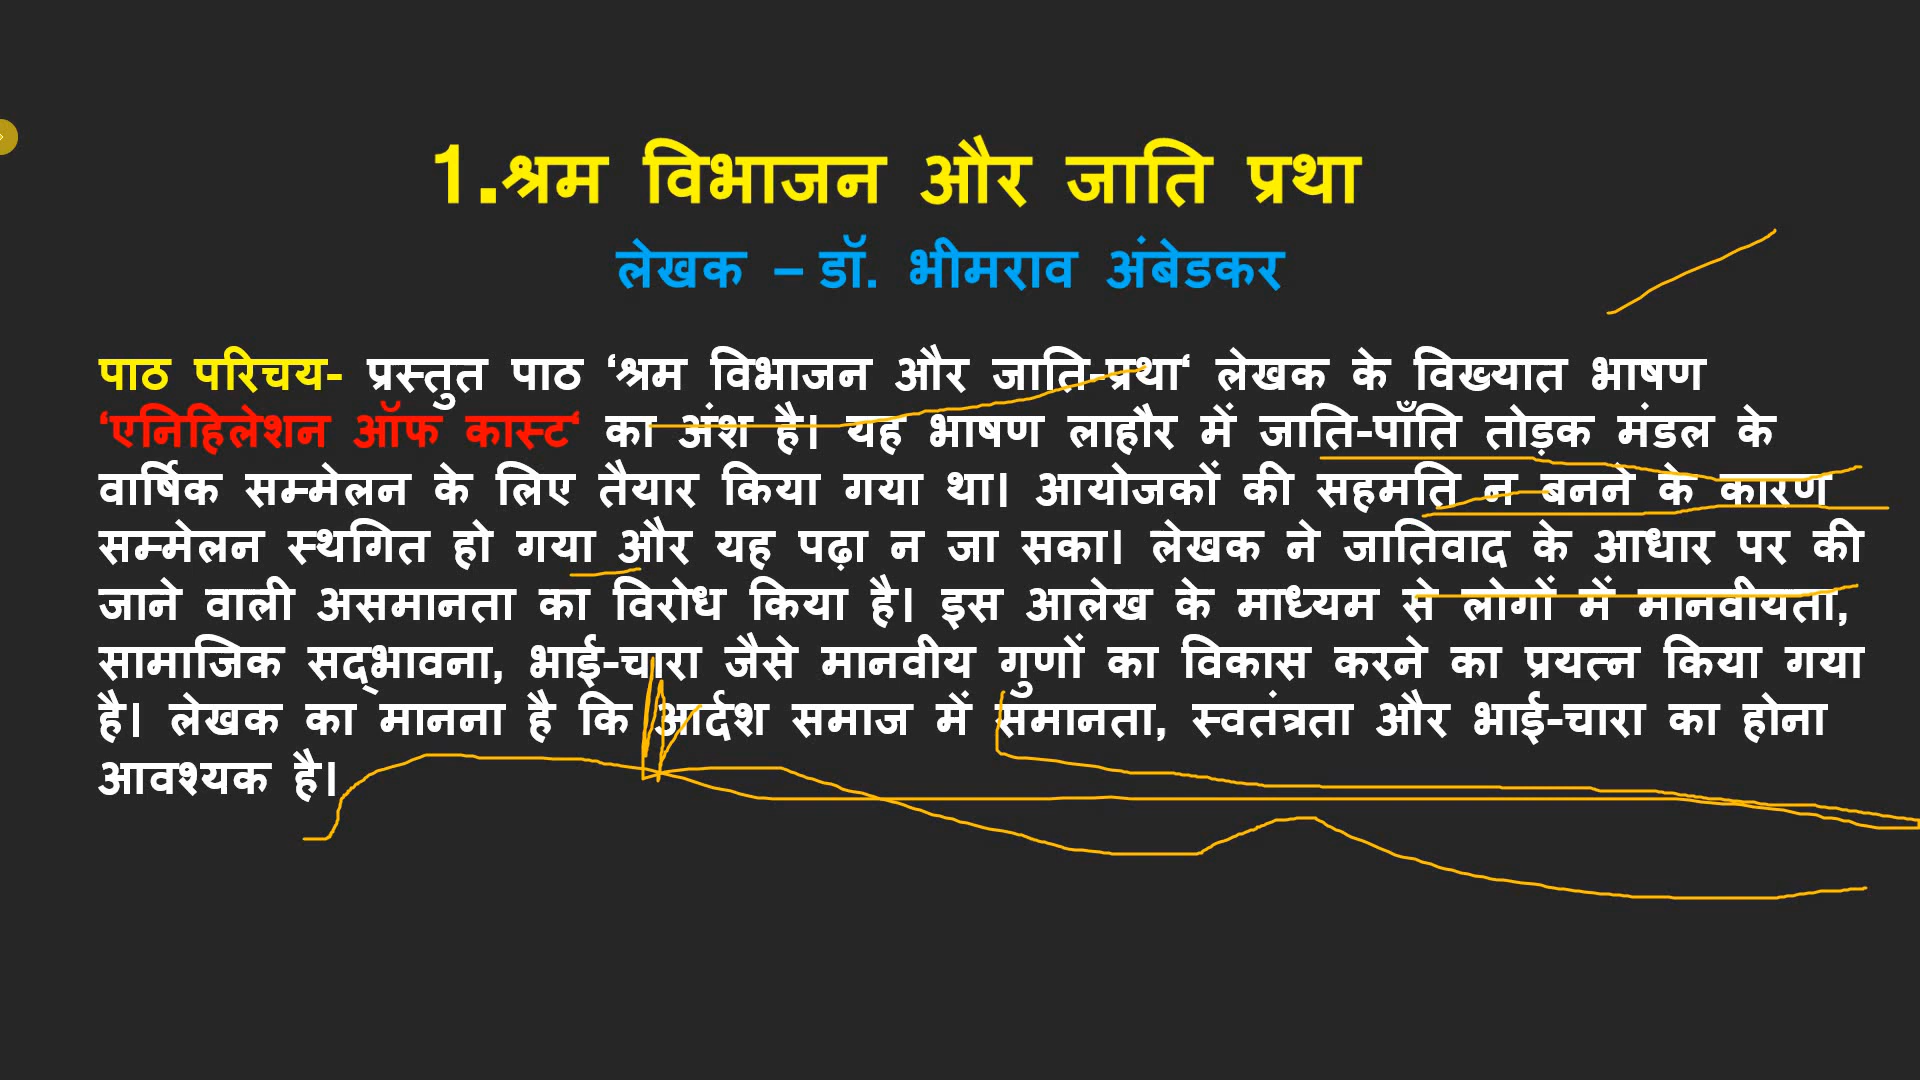 1.श्रम विभाजन और जाति प्रथा
लेखक – डॉ. भीमराव अंबेडकर
पाठ परिचय- प्रस्तुत पाठ ‘श्रम विभाजन और जाति-प्रथा‘ लेखक के विख्यात भाषण
‘एनिहिलेशन ऑफ कास्ट‘ का अंश है। यह भाषण लाहौर में जाति-पाँति तोड़क मंडल के
वार्षिक सम्मेलन के लिए तैयार किया गया था। आयोजकों की सहमति न बनने के कारण
सम्मेलन स्थगित हो गया और यह पढ़ा न जा सका। लेखक ने जातिवाद के आधार पर की
जाने वाली असमानता का विरोध किया है। इस आलेख के माध्यम से लोगों में मानवीयता,
सामाजिक सद्‌भावना, भाई-चारा जैसे मानवीय गुणों का विकास करने का प्रयत्न किया गया
है। लेखक का मानना है कि आर्दश समाज में समानता, स्वतंत्रता और भाई-चारा का होना
आवश्यक है।